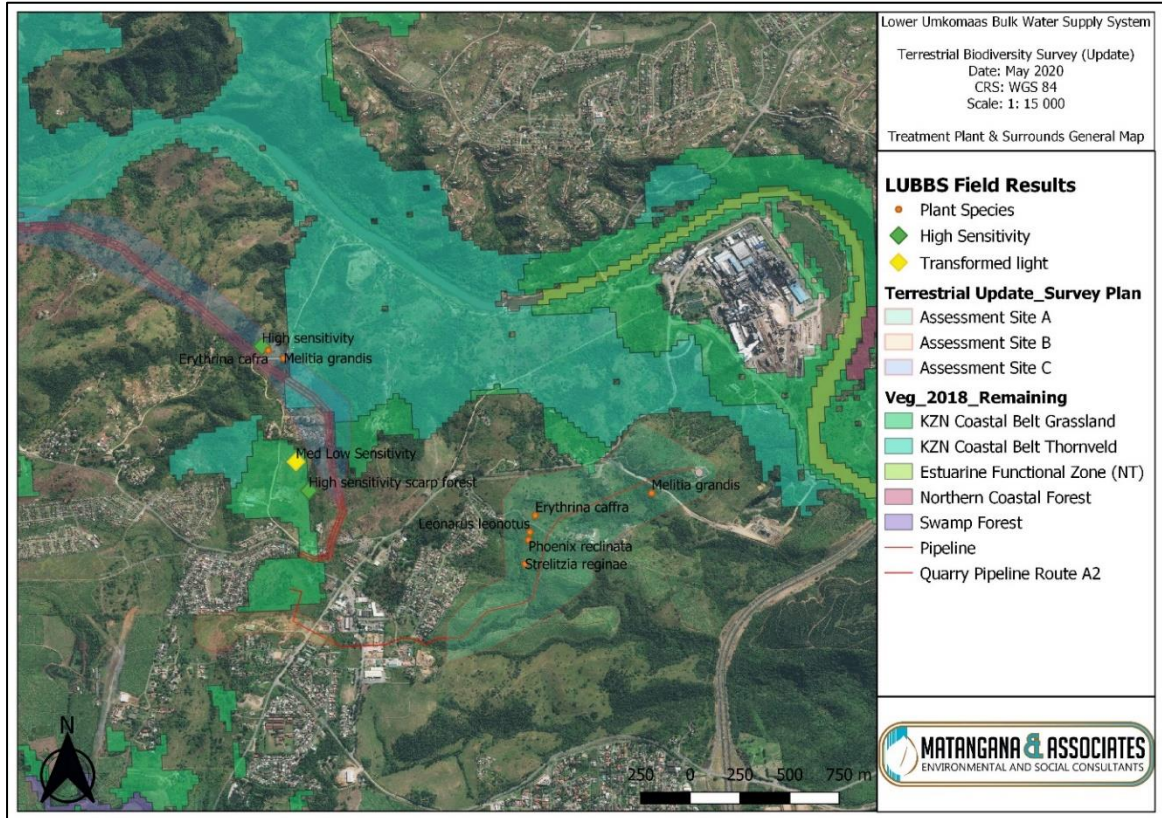 Lower Umkomaas Bulk Water Supply System
Terrestrial Biodiversity Survey (Update)
Date: May 2020
CRS: WGS 84
Scale: 1: 15 000
Treatment Plant & Surrounds General Map
LUBBS Field Results
Plant Species
High Sensitivity
Transformed light
Terrestrial Update_Survey Plan
Assessment Site A
Assessment Site B
Assessment Site C
Veg_2018_Remaining
KZN Coastal Belt Grassland
KZN Coastal Belt Thornveld
Estuarine Functional Zone (NT)
Northern Coastal Forest
Swamp Forest
Pipeline
Quarry Pipeline Route A2
MATANGANA & ASSOCIATES
ENVIRONMENTAL AND SOCIAL CONSULTANTS
High sensitivity
Erythrina cafra
Melitia grandis
Med Low Sensitivity
High sensitivity scarp forest
Melitia grandis
Erythrina caffra
Leonarus leonotus
Phoenix reclinata
Strelitzia reginae
N
250 0 250 500 750 m